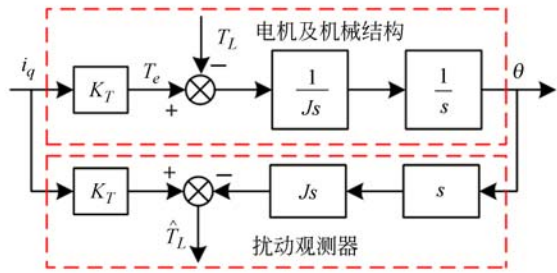 T_L − 电机及机械结构
i_q K_T T_e + 1/Js 1/s θ
K_T + − Js s
T̂_L 扰动观测器